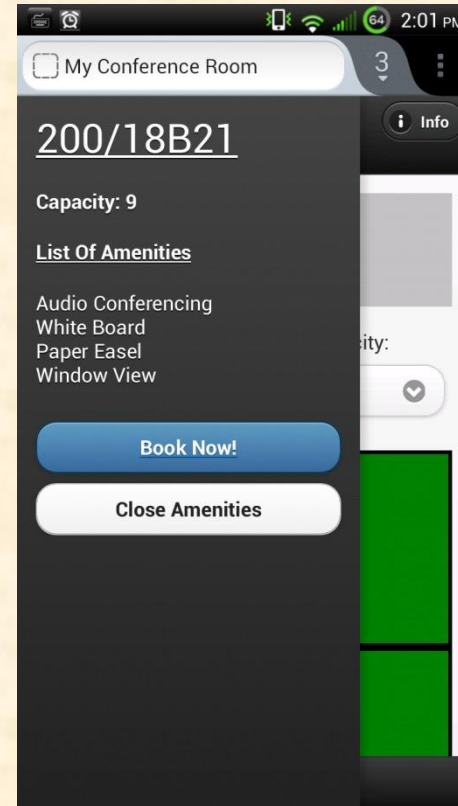 64 2:01 PM
My Conference Room
3
i Info
200/18B21
Capacity: 9
List Of Amenities
Audio Conferencing
White Board
Paper Easel
Window View
city:
Book Now!
Close Amenities